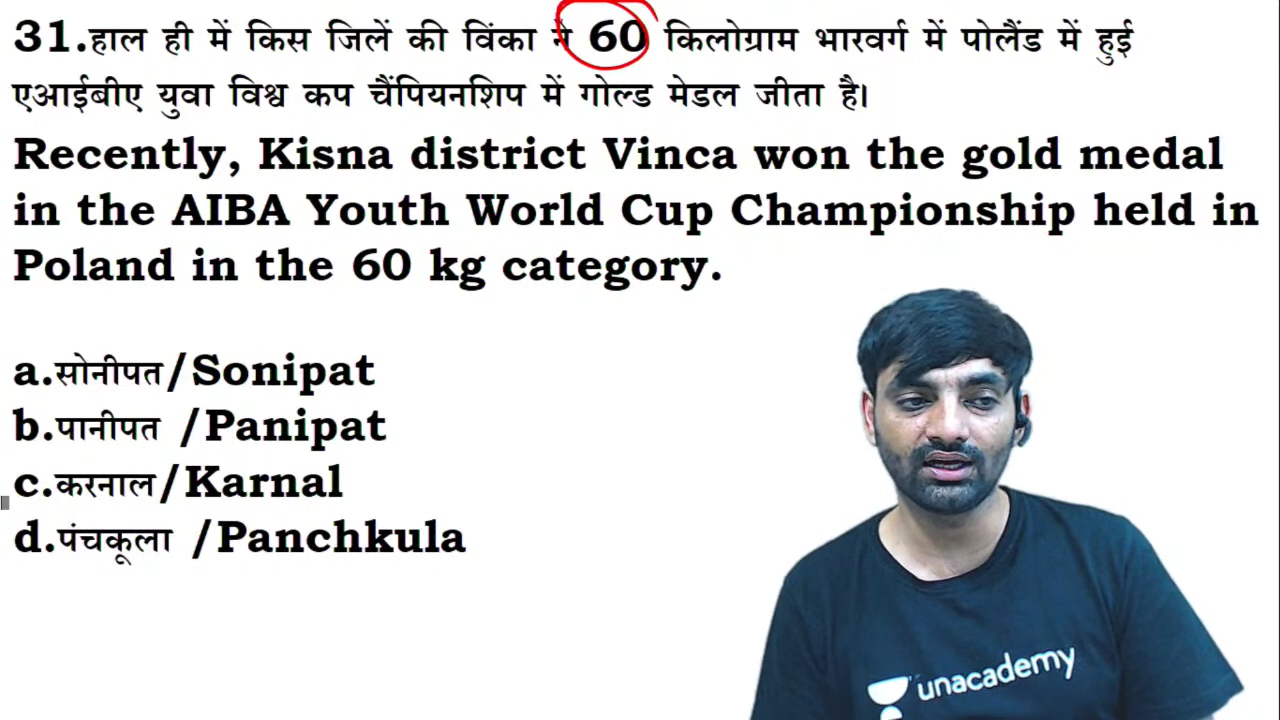 31.हाल ही में किस जिलें की विंका ने 60 किलोग्राम भारवर्ग में पोलैंड में हुई
एआईबीए युवा विश्व कप चैंपियनशिप में गोल्ड मेडल जीता है।
Recently, Kisna district Vinca won the gold medal
in the AIBA Youth World Cup Championship held in
Poland in the 60 kg category.
a.सोनीपत/Sonipat
b.पानीपत /Panipat
c.करनाल/Karnal
d.पंचकूला /Panchkula
unacademy